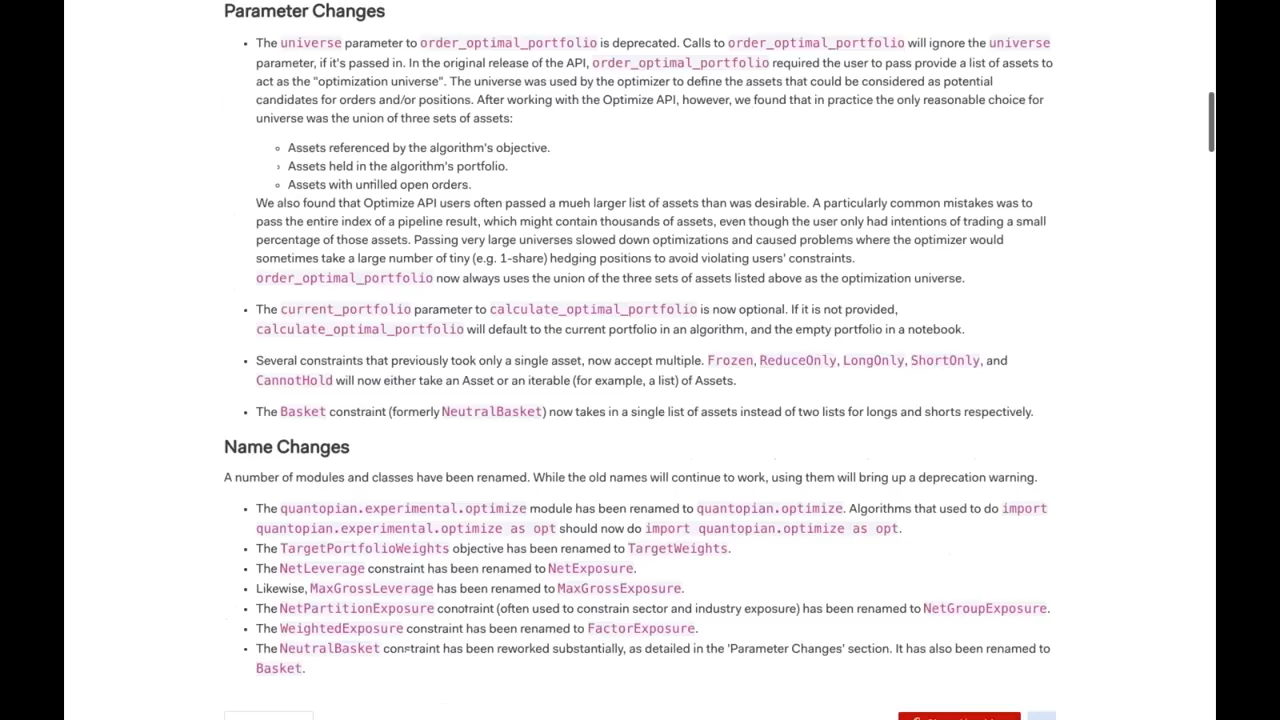 Parameter Changes
The universe parameter to order_optimal_portfolio is deprecated. Calls to order_optimal_portfolio will ignore the universe
parameter, if it's passed in. In the original release of the API, order_optimal_portfolio required the user to pass provide a list of assets to
act as the "optimization universe". The universe was used by the optimizer to define the assets that could be considered as potential
candidates for orders and/or positions. After working with the Optimize API, however, we found that in practice the only reasonable choice for
universe was the union of three sets of assets:
Assets referenced by the algorithm's objective.
Assets held in the algorithm's portfolio.
Assets with unfilled open orders.
We also found that Optimize API users often passed a much larger list of assets than was desirable. A particularly common mistakes was to
pass the entire index of a pipeline result, which might contain thousands of assets, even though the user only had intentions of trading a small
percentage of those assets. Passing very large universes slowed down optimizations and caused problems where the optimizer would
sometimes take a large number of tiny (e.g. 1-share) hedging positions to avoid violating users' constraints.
order_optimal_portfolio now always uses the union of the three sets of assets listed above as the optimization universe.
The current_portfolio parameter to calculate_optimal_portfolio is now optional. If it is not provided,
calculate_optimal_portfolio will default to the current portfolio in an algorithm, and the empty portfolio in a notebook.
Several constraints that previously took only a single asset, now accept multiple. Frozen, ReduceOnly, LongOnly, ShortOnly, and
CannotHold will now either take an Asset or an iterable (for example, a list) of Assets.
The Basket constraint (formerly NeutralBasket) now takes in a single list of assets instead of two lists for longs and shorts respectively.
Name Changes
A number of modules and classes have been renamed. While the old names will continue to work, using them will bring up a deprecation warning.
The quantopian.experimental.optimize module has been renamed to quantopian.optimize. Algorithms that used to do import
quantopian.experimental.optimize as opt should now do import quantopian.optimize as opt.
The TargetPortfolioWeights objective has been renamed to TargetWeights.
The NetLeverage constraint has been renamed to NetExposure.
Likewise, MaxGrossLeverage has been renamed to MaxGrossExposure.
The NetPartitionExposure contraint (often used to constrain sector and industry exposure) has been renamed to NetGroupExposure.
The WeightedExposure constraint has been renamed to FactorExposure.
The NeutralBasket constraint has been reworked substantially, as detailed in the 'Parameter Changes' section. It has also been renamed to
Basket.